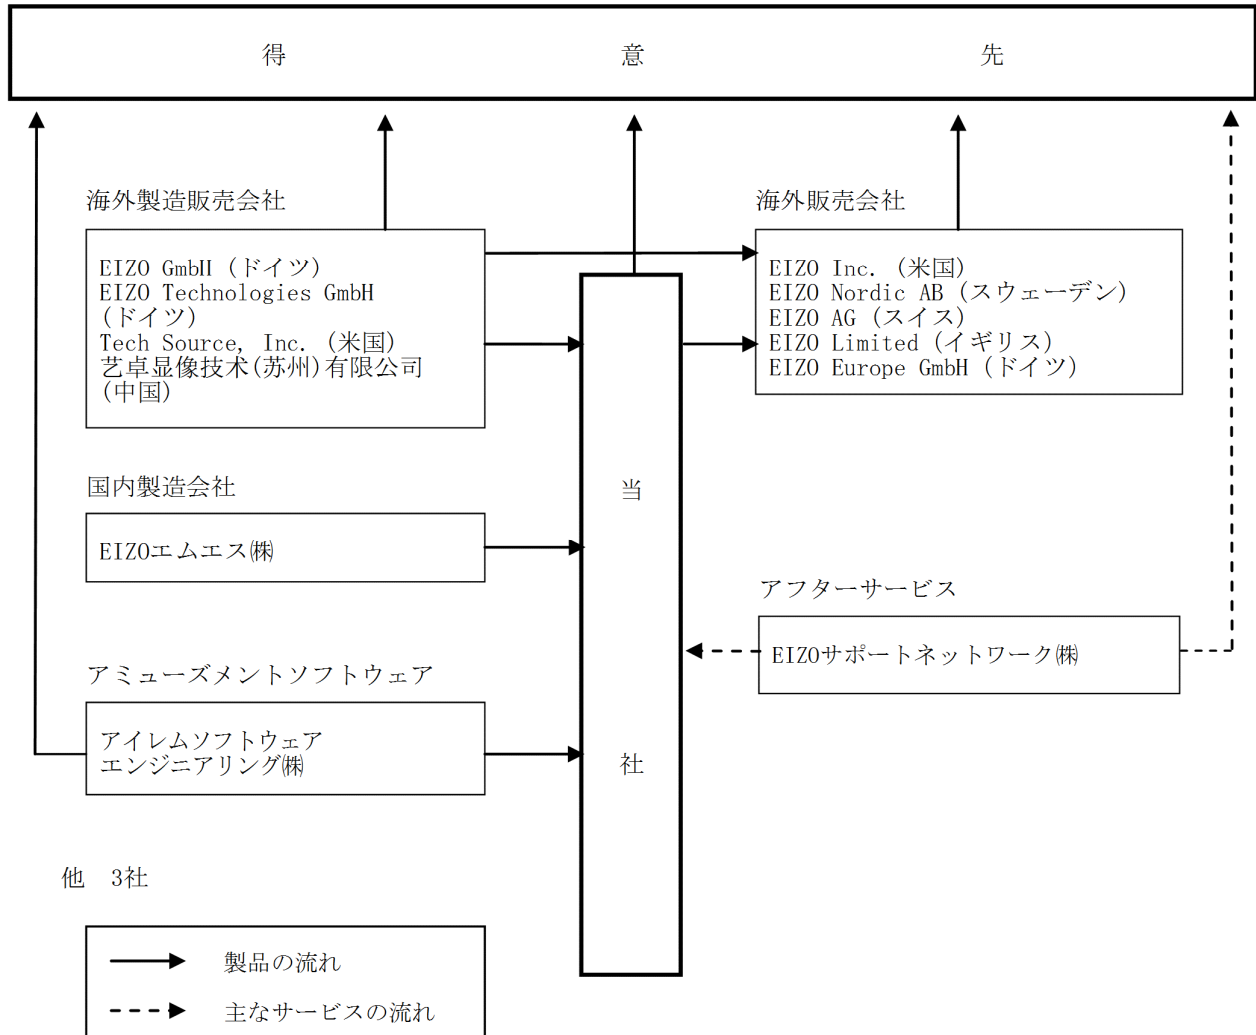 得意先
海外製造販売会社
EIZO GmbH (ドイツ)
EIZO Technologies GmbH
(ドイツ)
Tech Source, Inc. (米国)
艺卓显像技术(苏州)有限公司
(中国)
海外販売会社
EIZO Inc. (米国)
EIZO Nordic AB (スウェーデン)
EIZO AG (スイス)
EIZO Limited (イギリス)
EIZO Europe GmbH (ドイツ)
当社
国内製造会社
EIZOエムエス㈱
アフターサービス
EIZOサポートネットワーク㈱
アミューズメントソフトウェア
アイレムソフトウェア
エンジニアリング㈱
他 3社
製品の流れ
主なサービスの流れ